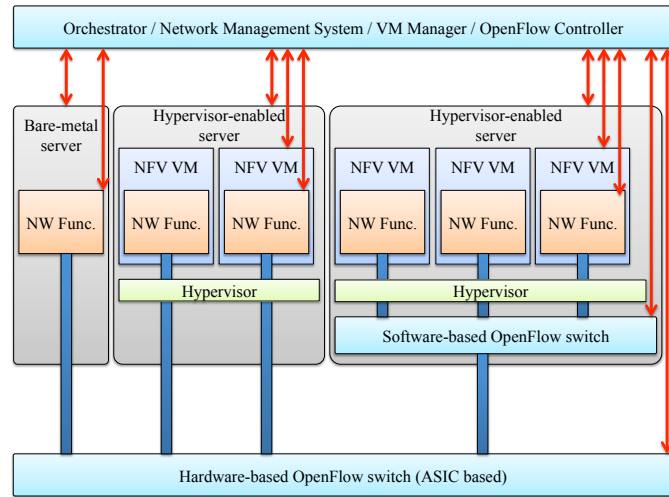 Orchestrator / Network Management System / VM Manager / OpenFlow Controller
Bare-metal
server
NW Func.
Hypervisor-enabled
server
NFV VM
NFV VM
NW Func.
NW Func.
Hypervisor
Hypervisor-enabled
server
NFV VM
NFV VM
NFV VM
NW Func.
NW Func.
NW Func.
Hypervisor
Software-based OpenFlow switch
Hardware-based OpenFlow switch (ASIC based)